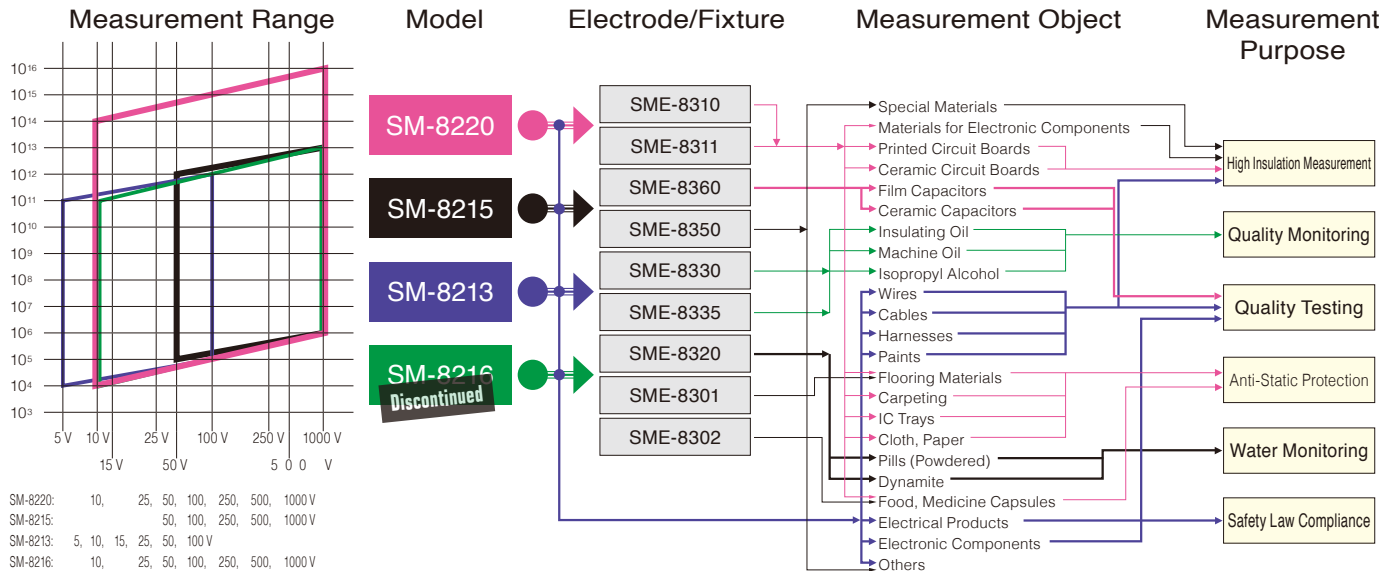 Measurement Range
Model
Electrode/Fixture
Measurement Object
Measurement
Purpose
10¹⁶
10¹⁵
10¹⁴
10¹³
10¹²
10¹¹
10¹⁰
10⁹
10⁸
10⁷
10⁶
10⁵
10⁴
10³
5 V 10 V 25 V 100 V 250 V 1000 V
15 V 50 V 5 0 0 V
SM-8220: 10, 25, 50, 100, 250, 500, 1000 V
SM-8215: 50, 100, 250, 500, 1000 V
SM-8213: 5, 10, 15, 25, 50, 100 V
SM-8216: 10, 25, 50, 100, 250, 500, 1000 V
SM-8220
SM-8215
SM-8213
SM-8216
Discontinued
SME-8310
SME-8311
SME-8360
SME-8350
SME-8330
SME-8335
SME-8320
SME-8301
SME-8302
Special Materials
Materials for Electronic Components
Printed Circuit Boards
Ceramic Circuit Boards
Film Capacitors
Ceramic Capacitors
Insulating Oil
Machine Oil
Isopropyl Alcohol
Wires
Cables
Harnesses
Paints
Flooring Materials
Carpeting
IC Trays
Cloth, Paper
Pills (Powdered)
Dynamite
Food, Medicine Capsules
Electrical Products
Electronic Components
Others
High Insulation Measurement
Quality Monitoring
Quality Testing
Anti-Static Protection
Water Monitoring
Safety Law Compliance